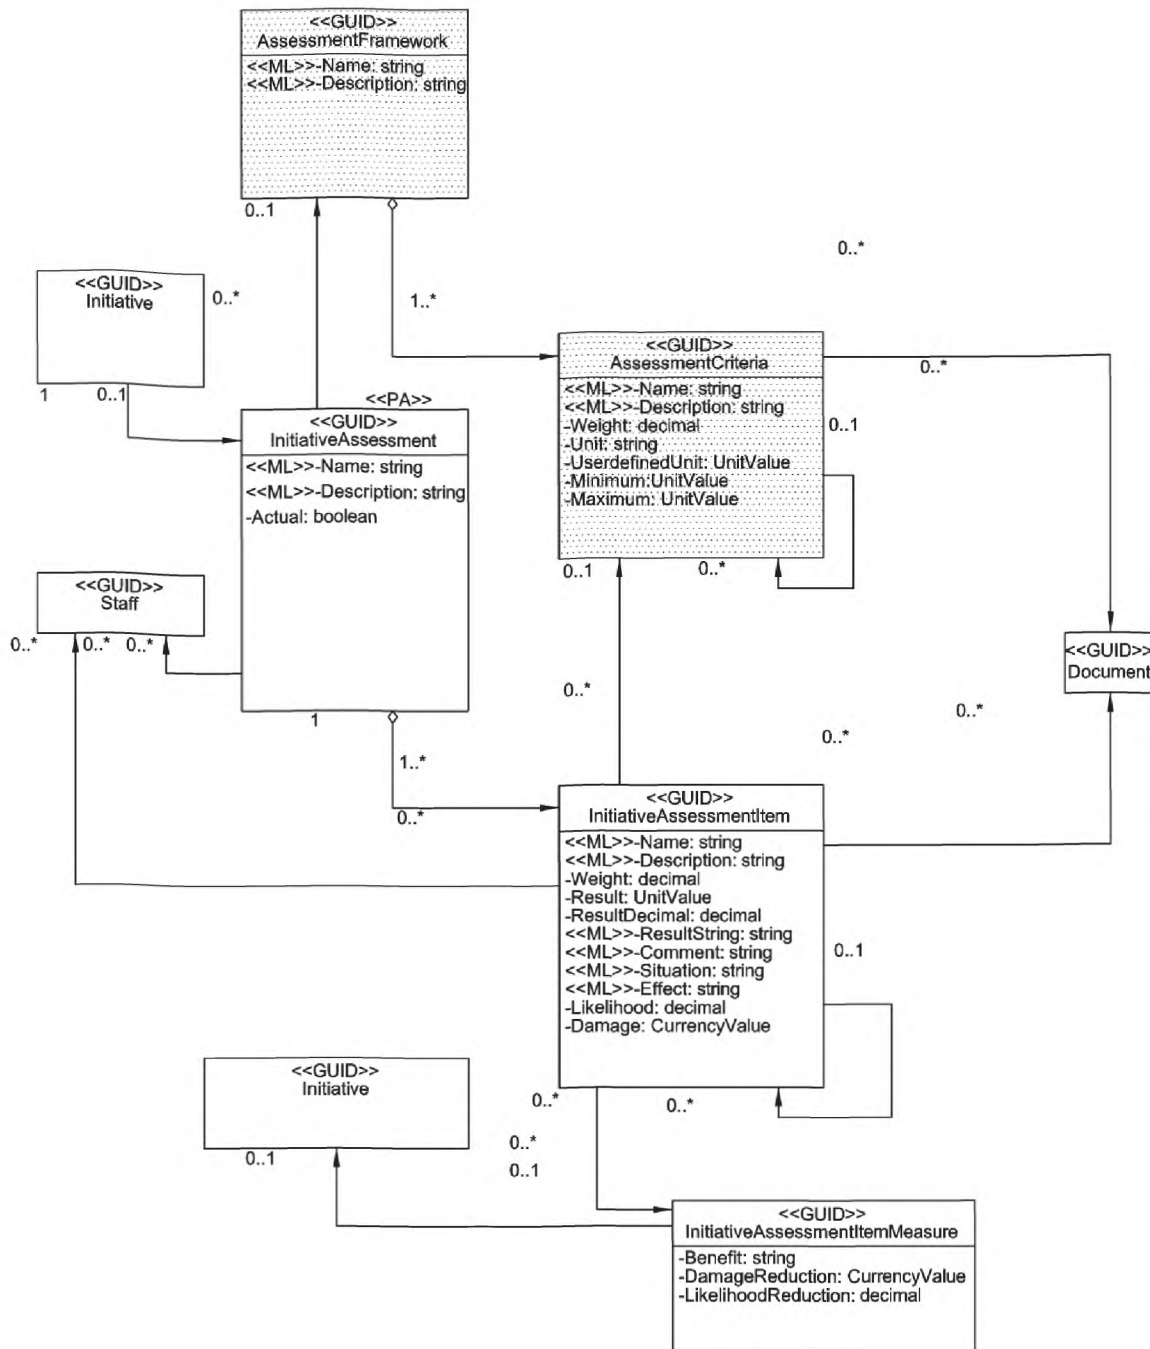 <<GUID>>
AssessmentFramework
<<ML>>-Name: string
<<ML>>-Description: string
0..1
0..*
<<GUID>>
Initiative
0..*
1..*
1
0..1
<<GUID>>
AssessmentCriteria
<<ML>>-Name: string
<<ML>>-Description: string
-Weight: decimal
-Unit: string
-UserdefinedUnit: UnitValue
-Minimum:UnitValue
-Maximum: UnitValue
0..*
0..1
0..1
0..*
<<PA>>
<<GUID>>
InitiativeAssessment
<<ML>>-Name: string
<<ML>>-Description: string
-Actual: boolean
<<GUID>>
Staff
0..*
0..*
0..*
<<GUID>>
Document
0..*
0..*
0..*
1
1..*
0..*
<<GUID>>
InitiativeAssessmentItem
<<ML>>-Name: string
<<ML>>-Description: string
-Weight: decimal
-Result: UnitValue
-ResultDecimal: decimal
<<ML>>-ResultString: string
<<ML>>-Comment: string
<<ML>>-Situation: string
<<ML>>-Effect: string
-Likelihood: decimal
-Damage: CurrencyValue
0..1
<<GUID>>
Initiative
0..*
0..*
0..*
0..1
0..1
<<GUID>>
InitiativeAssessmentItemMeasure
-Benefit: string
-DamageReduction: CurrencyValue
-LikelihoodReduction: decimal